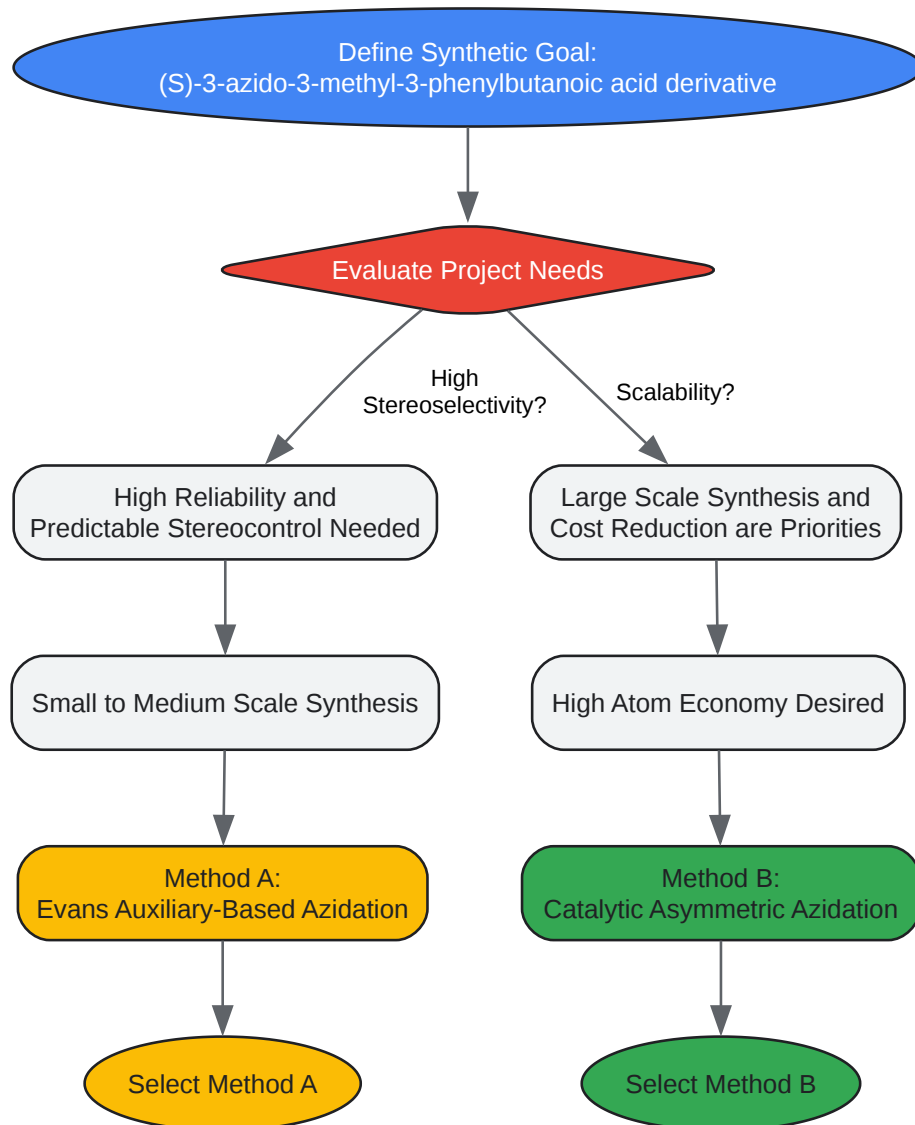 Define Synthetic Goal:
(S)-3-azido-3-methyl-3-phenylbutanoic acid derivative
Evaluate Project Needs
High
Stereoselectivity?
Scalability?
High Reliability and
Predictable Stereocontrol Needed
Large Scale Synthesis and
Cost Reduction are Priorities
Small to Medium Scale Synthesis
High Atom Economy Desired
Method A:
Evans Auxiliary-Based Azidation
Method B:
Catalytic Asymmetric Azidation
Select Method A
Select Method B